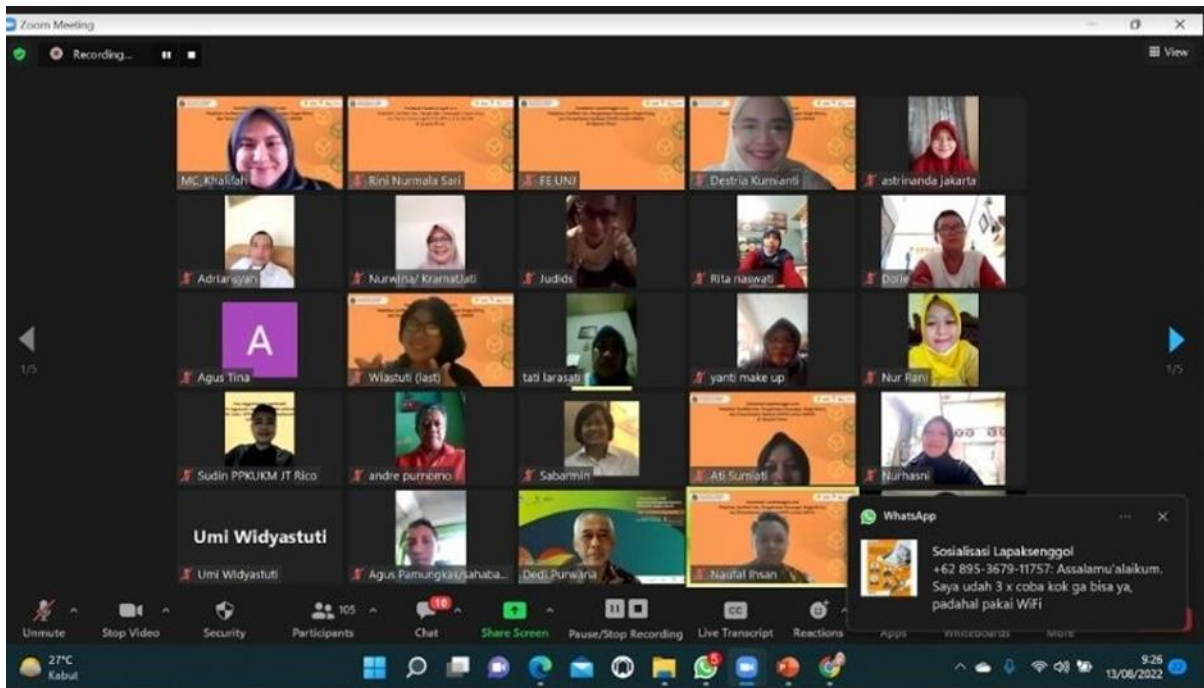 Zoom Meeting
Recording...
View
MC_Khalifah
Rini Nurmala Sari
FE UNJ
Destria Kurnianti
astrinanda jakarta
Adriansyah
Nurwina/ KramatJati
Judids
Rita naswati
Dolle
A
Agus Tina
Wiastuti (iast)
tati larasati
yanti make up
Nur Rani
1/5
1/5
Sudin PPKUKM JT Rico
andre purnomo
Sabarmin
Ati Sumiati
Nurhasni
Umi Widyastuti
Umi Widyastuti
Agus Pamungkas/sahaba...
Dedi Purwana
Naufal Ihsan
WhatsApp
Sosialisasi Lapaksenggol
+62 895-3679-11757: Assalamu'alaikum.
Saya udah 3 x coba kok ga bisa ya,
padahal pakai WiFi
105
10
CC
Unmute
Stop Video
Security
Participants
Chat
Share Screen
Pause/Stop Recording
Live Transcript
Reactions
Apps
Whiteboards
More
27°C
Kabut
5
9:26
13/08/2022